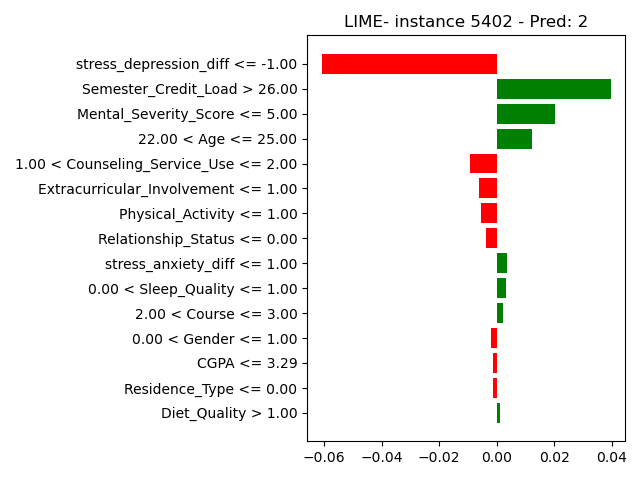 LIME- instance 5402 - Pred: 2
stress_depression_diff <= -1.00
Semester_Credit_Load > 26.00
Mental_Severity_Score <= 5.00
22.00 < Age <= 25.00
1.00 < Counseling_Service_Use <= 2.00
Extracurricular_Involvement <= 1.00
Physical_Activity <= 1.00
Relationship_Status <= 0.00
stress_anxiety_diff <= 1.00
0.00 < Sleep_Quality <= 1.00
2.00 < Course <= 3.00
0.00 < Gender <= 1.00
CGPA <= 3.29
Residence_Type <= 0.00
Diet_Quality > 1.00
−0.06 −0.04 −0.02 0.00 0.02 0.04